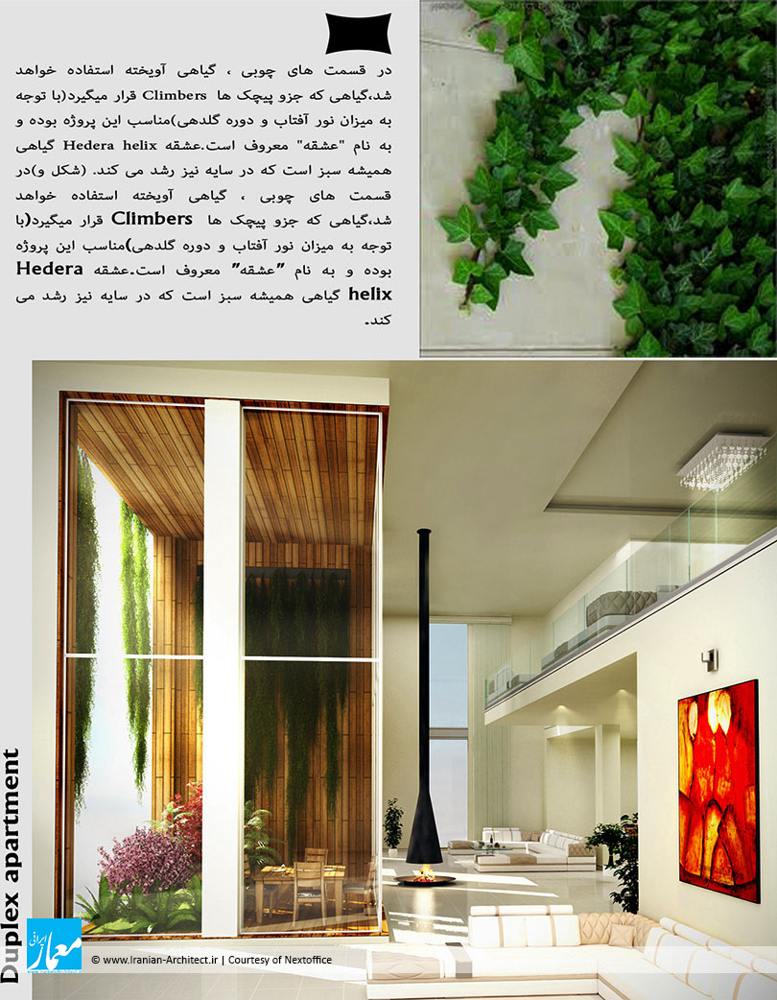 در قسمت های چوبی ، گیاهی آویخته استفاده خواهد
شد،گیاهی که جزو پیچک ها Climbers قرار میگیرد(با توجه
به میزان نور آفتاب و دوره گلدهی)مناسب این پروژه بوده و
به نام "عشقه" معروف است.عشقه Hedera helix گیاهی
همیشه سبز است که در سایه نیز رشد می کند. (شکل و)در
قسمت های چوبی ، گیاهی آویخته استفاده خواهد
شد،گیاهی که جزو پیچک ها Climbers قرار میگیرد(با
توجه به میزان نور آفتاب و دوره گلدهی)مناسب این پروژه
بوده و به نام "عشقه" معروف است.عشقه Hedera
helix گیاهی همیشه سبز است که در سایه نیز رشد می
کند.
Duplex apartment
معمار ایرانی
© www.Iranian-Architect.ir | Courtesy of Nextoffice